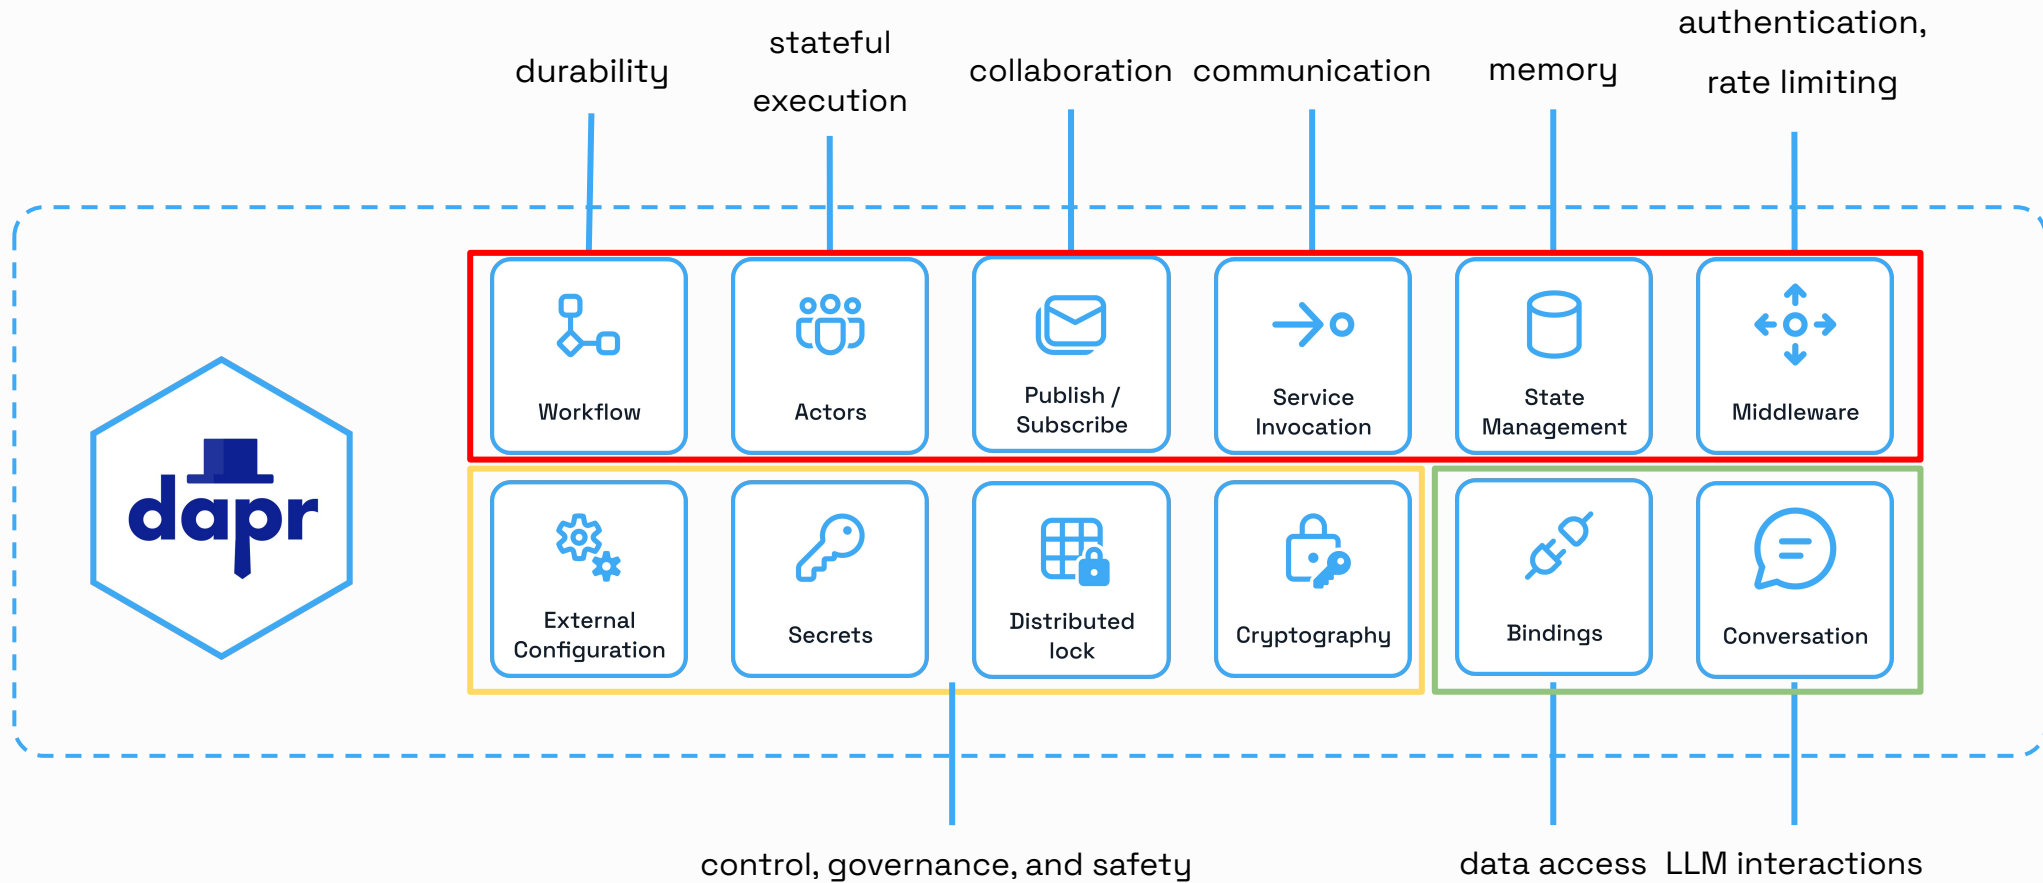 authentication,
stateful
durability
collaboration
communication
memory
execution
rate limiting
Workflow
Actors
Publish /
Subscribe
Service
Invocation
State
Management
Middleware
dapr
External
Configuration
Secrets
Distributed
lock
Cryptography
Bindings
Conversation
control, governance, and safety
data access
LLM interactions